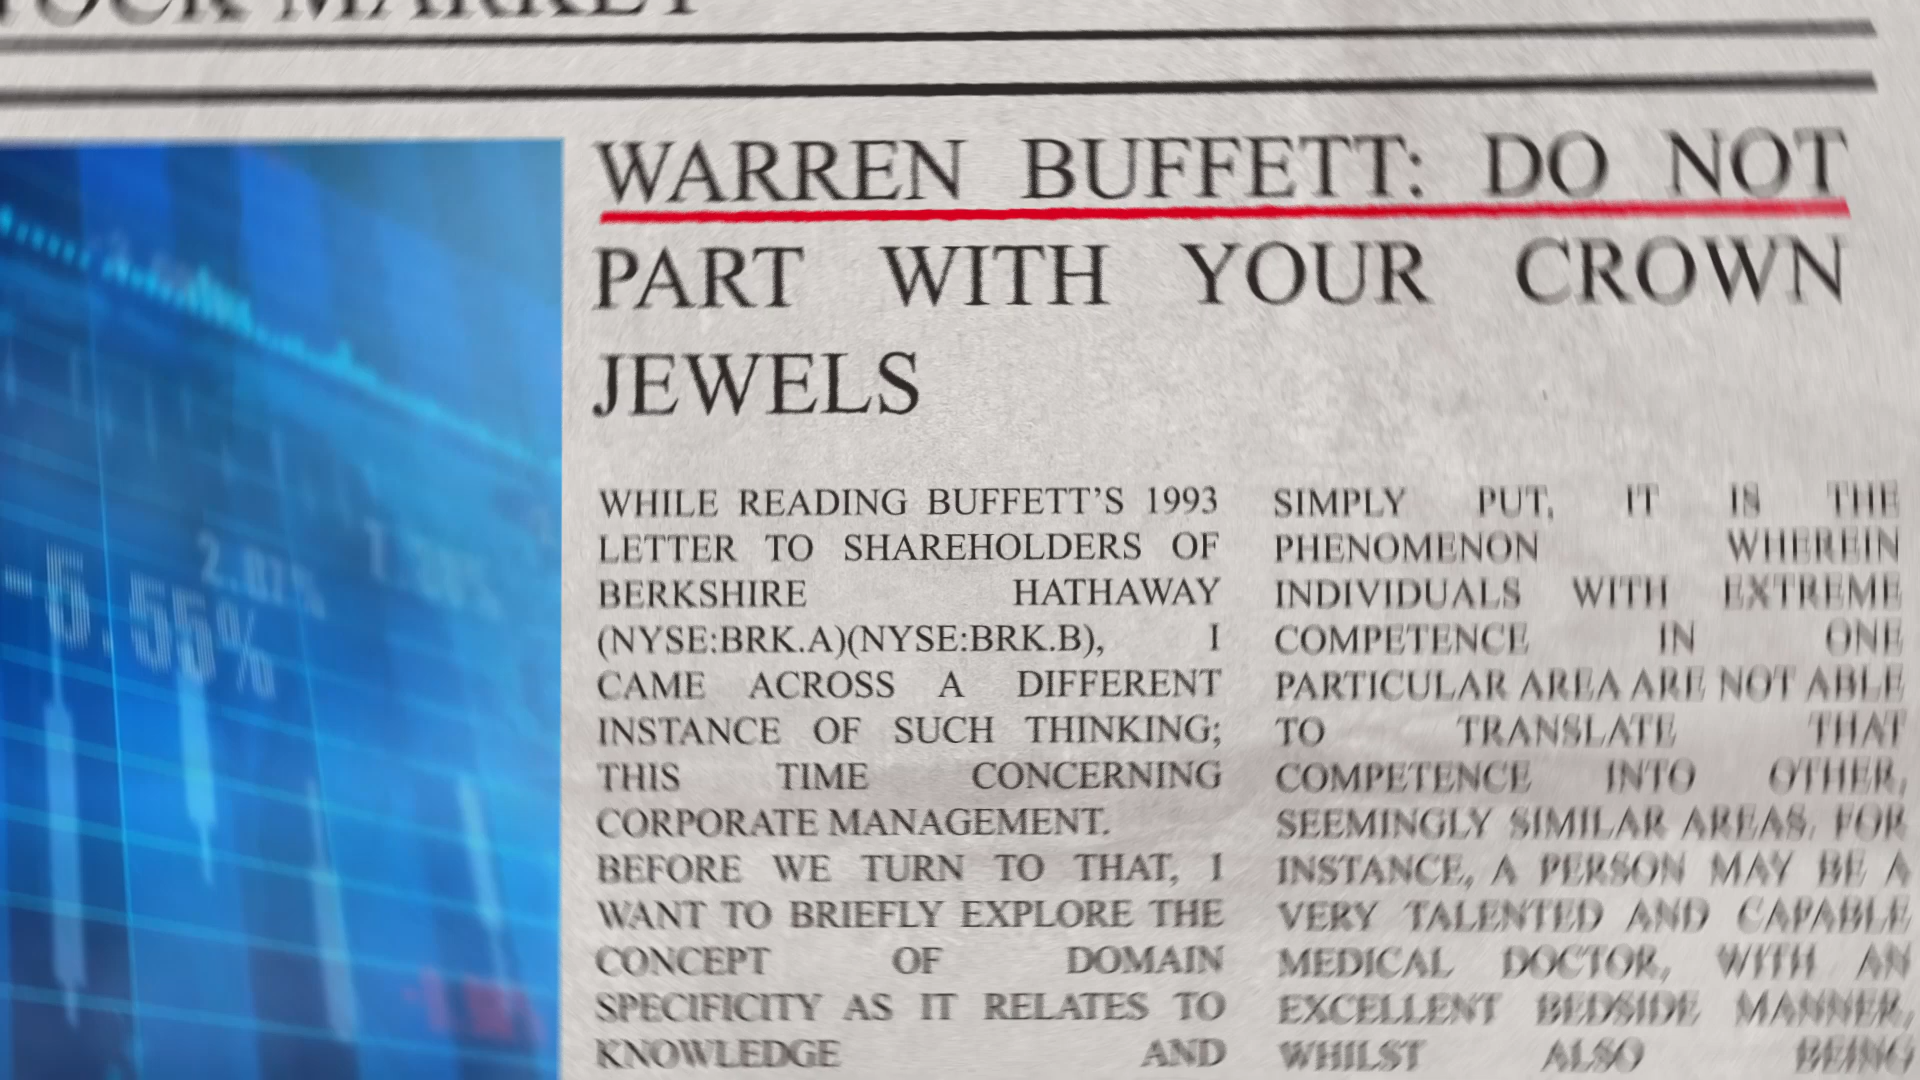 WARREN BUFFETT: DO NOT
PART WITH YOUR CROWN
JEWELS
-5.55%
2.87%
WHILE READING BUFFETT’S 1993
LETTER TO SHAREHOLDERS OF
BERKSHIRE HATHAWAY
(NYSE:BRK.A)(NYSE:BRK.B), I
CAME ACROSS A DIFFERENT
INSTANCE OF SUCH THINKING;
THIS TIME CONCERNING
CORPORATE MANAGEMENT.
BEFORE WE TURN TO THAT, I
WANT TO BRIEFLY EXPLORE THE
CONCEPT OF DOMAIN
SPECIFICITY AS IT RELATES TO
KNOWLEDGE AND
SIMPLY PUT, IT IS THE
PHENOMENON WHEREIN
INDIVIDUALS WITH EXTREME
COMPETENCE IN ONE
PARTICULAR AREA ARE NOT ABLE
TO TRANSLATE THAT
COMPETENCE INTO OTHER,
SEEMINGLY SIMILAR AREAS. FOR
INSTANCE, A PERSON MAY BE A
VERY TALENTED AND CAPABLE
MEDICAL DOCTOR, WITH AN
EXCELLENT BEDSIDE MANNER,
WHILST ALSO BEING